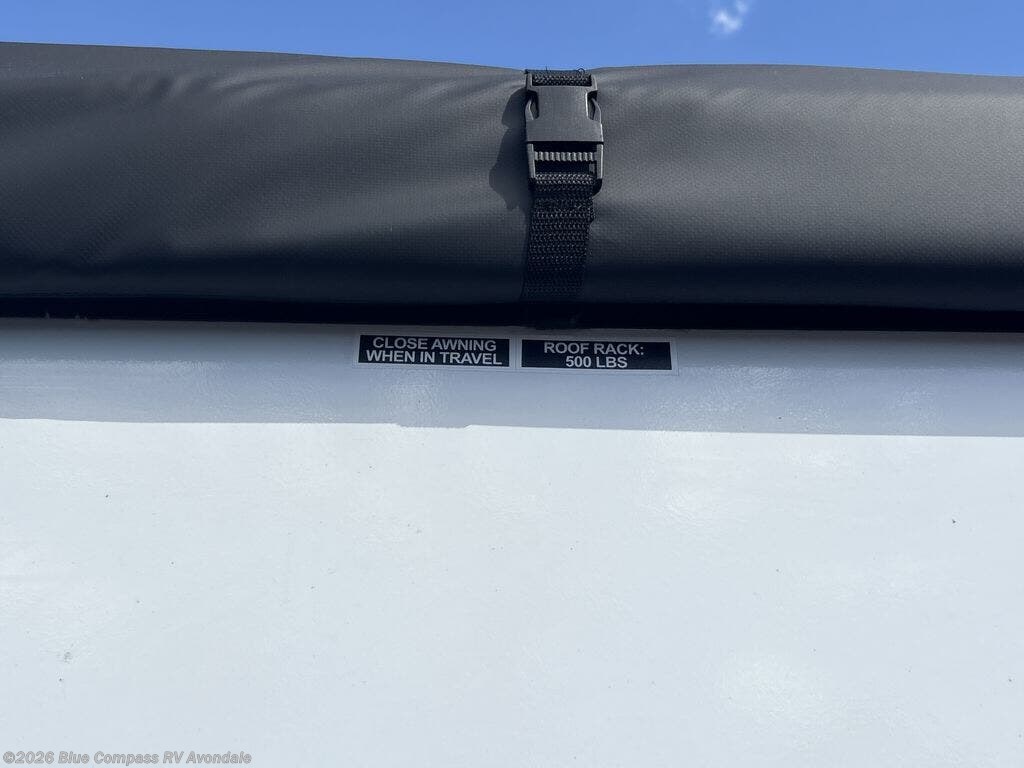 CLOSE AWNING
WHEN IN TRAVEL
ROOF RACK:
500 LBS
©2026 Blue Compass RV Avondale